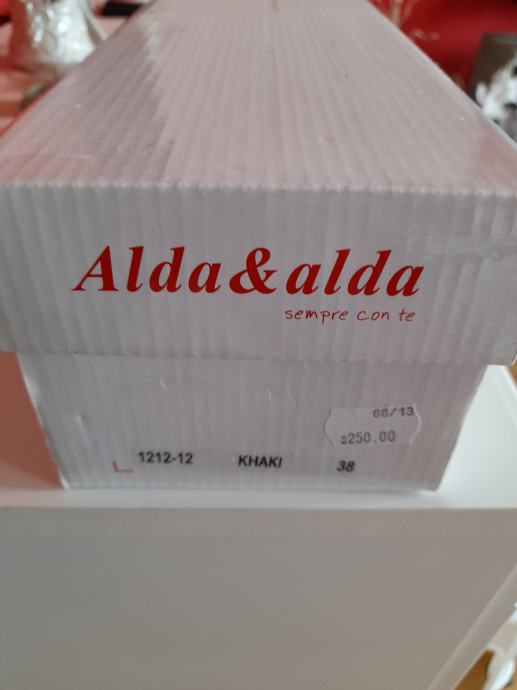 Alda&alda
sempre con te
66/13
250.00
1212-12 KHAKI 38